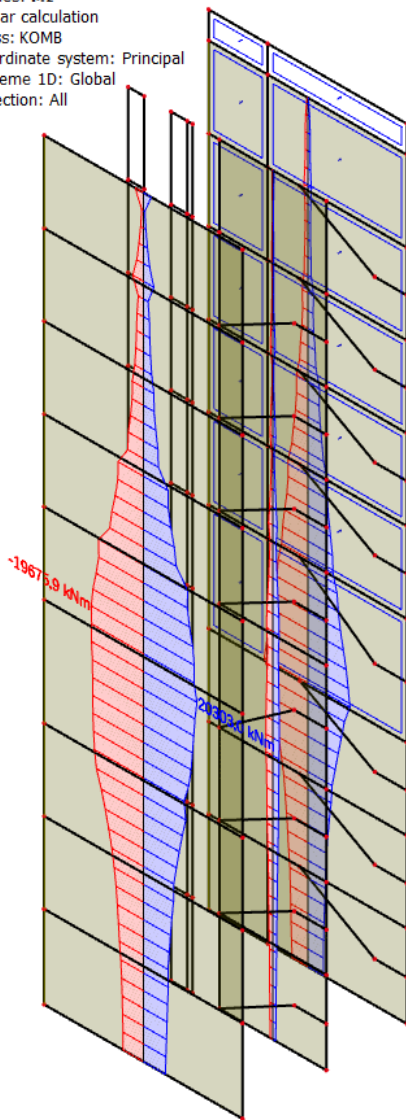 ar calculation
s: KOMB
rdinate system: Principal
eme 1D: Global
ection: All
-19675.9 kNm
20303.0 kNm